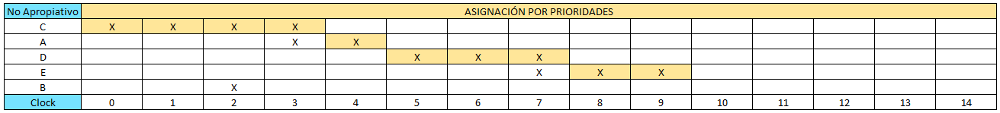 No Apropiativo ASIGNACIÓN POR PRIORIDADES
C X X X X
A X X
D X X X
E X X X
B X
Clock 0 1 2 3 4 5 6 7 8 9 10 11 12 13 14